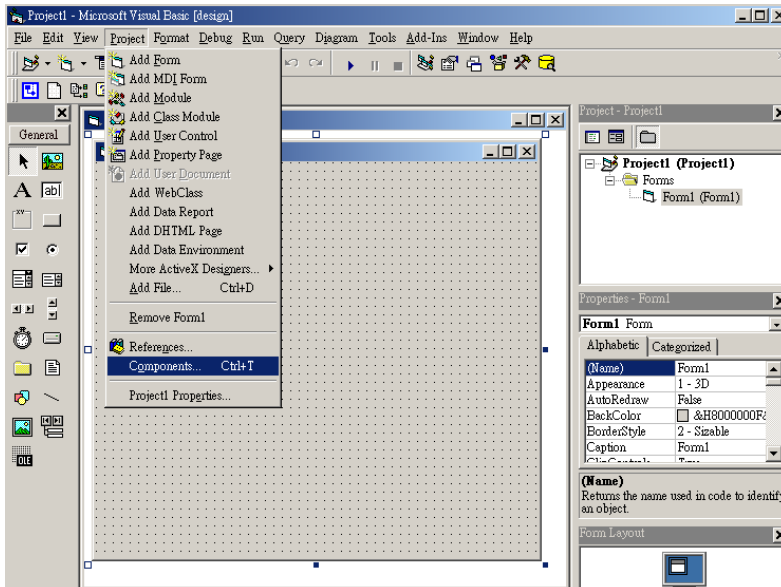 Project1 - Microsoft Visual Basic [design]
File Edit View Project Format Debug Run Query Diagram Tools Add-Ins Window Help
Add Form
Add MDI Form
Add Module
Add Class Module
Add User Control
Add Property Page
Add User Document
Add WebClass
Add Data Report
Add DHTML Page
Add Data Environment
More ActiveX Designers...
Add File... Ctrl+D
Remove Form1
References...
Components... Ctrl+T
Project1 Properties...
General
A ab|
XY
OLE
Project - Project1
Project1 (Project1)
Forms
Form1 (Form1)
Properties - Form1
Form1 Form
Alphabetic Categorized
(Name) Form1
Appearance 1 - 3D
AutoRedraw False
BackColor &H8000000F&
BorderStyle 2 - Sizable
Caption Form1
(Name)
Returns the name used in code to identify an object.
Form Layout